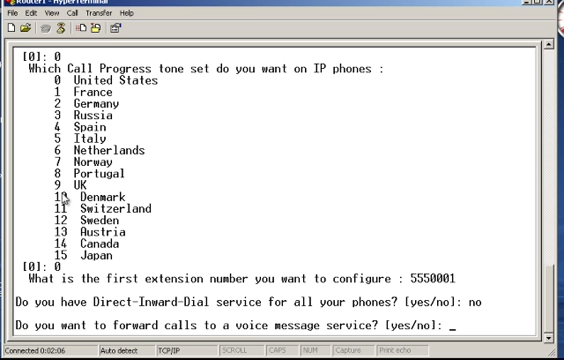 Router1 - HyperTerminal
File Edit View Call Transfer Help
[0]: 0
Which Call Progress tone set do you want on IP phones :
0 United States
1 France
2 Germany
3 Russia
4 Spain
5 Italy
6 Netherlands
7 Norway
8 Portugal
9 UK
10 Denmark
11 Switzerland
12 Sweden
13 Austria
14 Canada
15 Japan
[0]: 0
What is the first extension number you want to configure : 5550001
Do you have Direct-Inward-Dial service for all your phones? [yes/no]: no
Do you want to forward calls to a voice message service? [yes/no]: _
Connected 0:02:06 Auto detect TCP/IP SCROLL CAPS NUM Capture Print echo